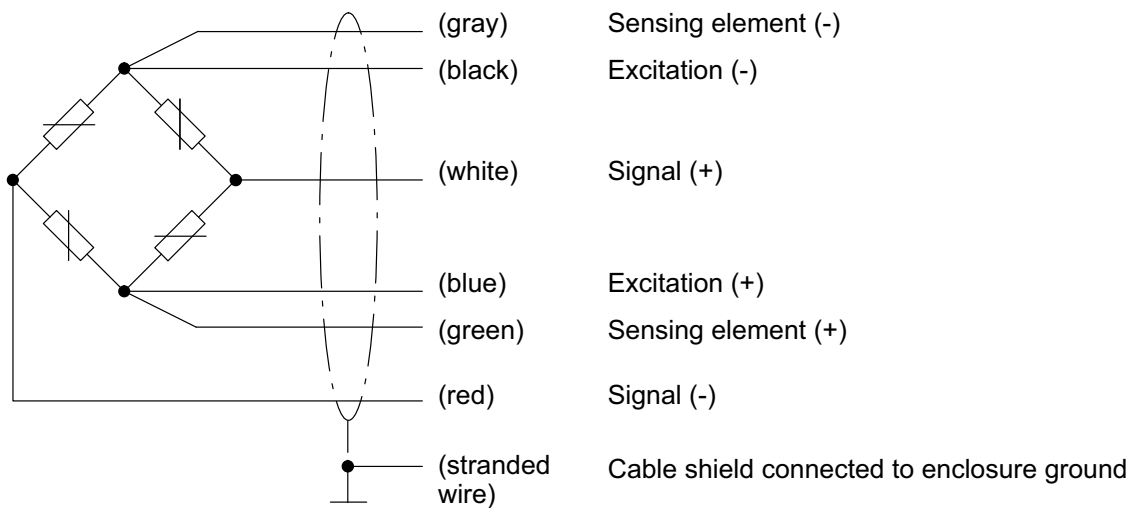 (gray) Sensing element (-)
(black) Excitation (-)
(white) Signal (+)
(blue) Excitation (+)
(green) Sensing element (+)
(red) Signal (-)
(stranded
wire)
Cable shield connected to enclosure ground